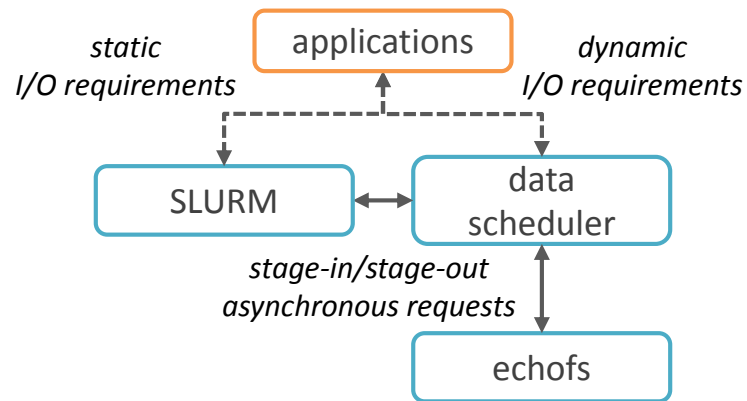 applications
static
I/O requirements
dynamic
I/O requirements
SLURM
data
scheduler
stage-in/stage-out
asynchronous requests
echofs